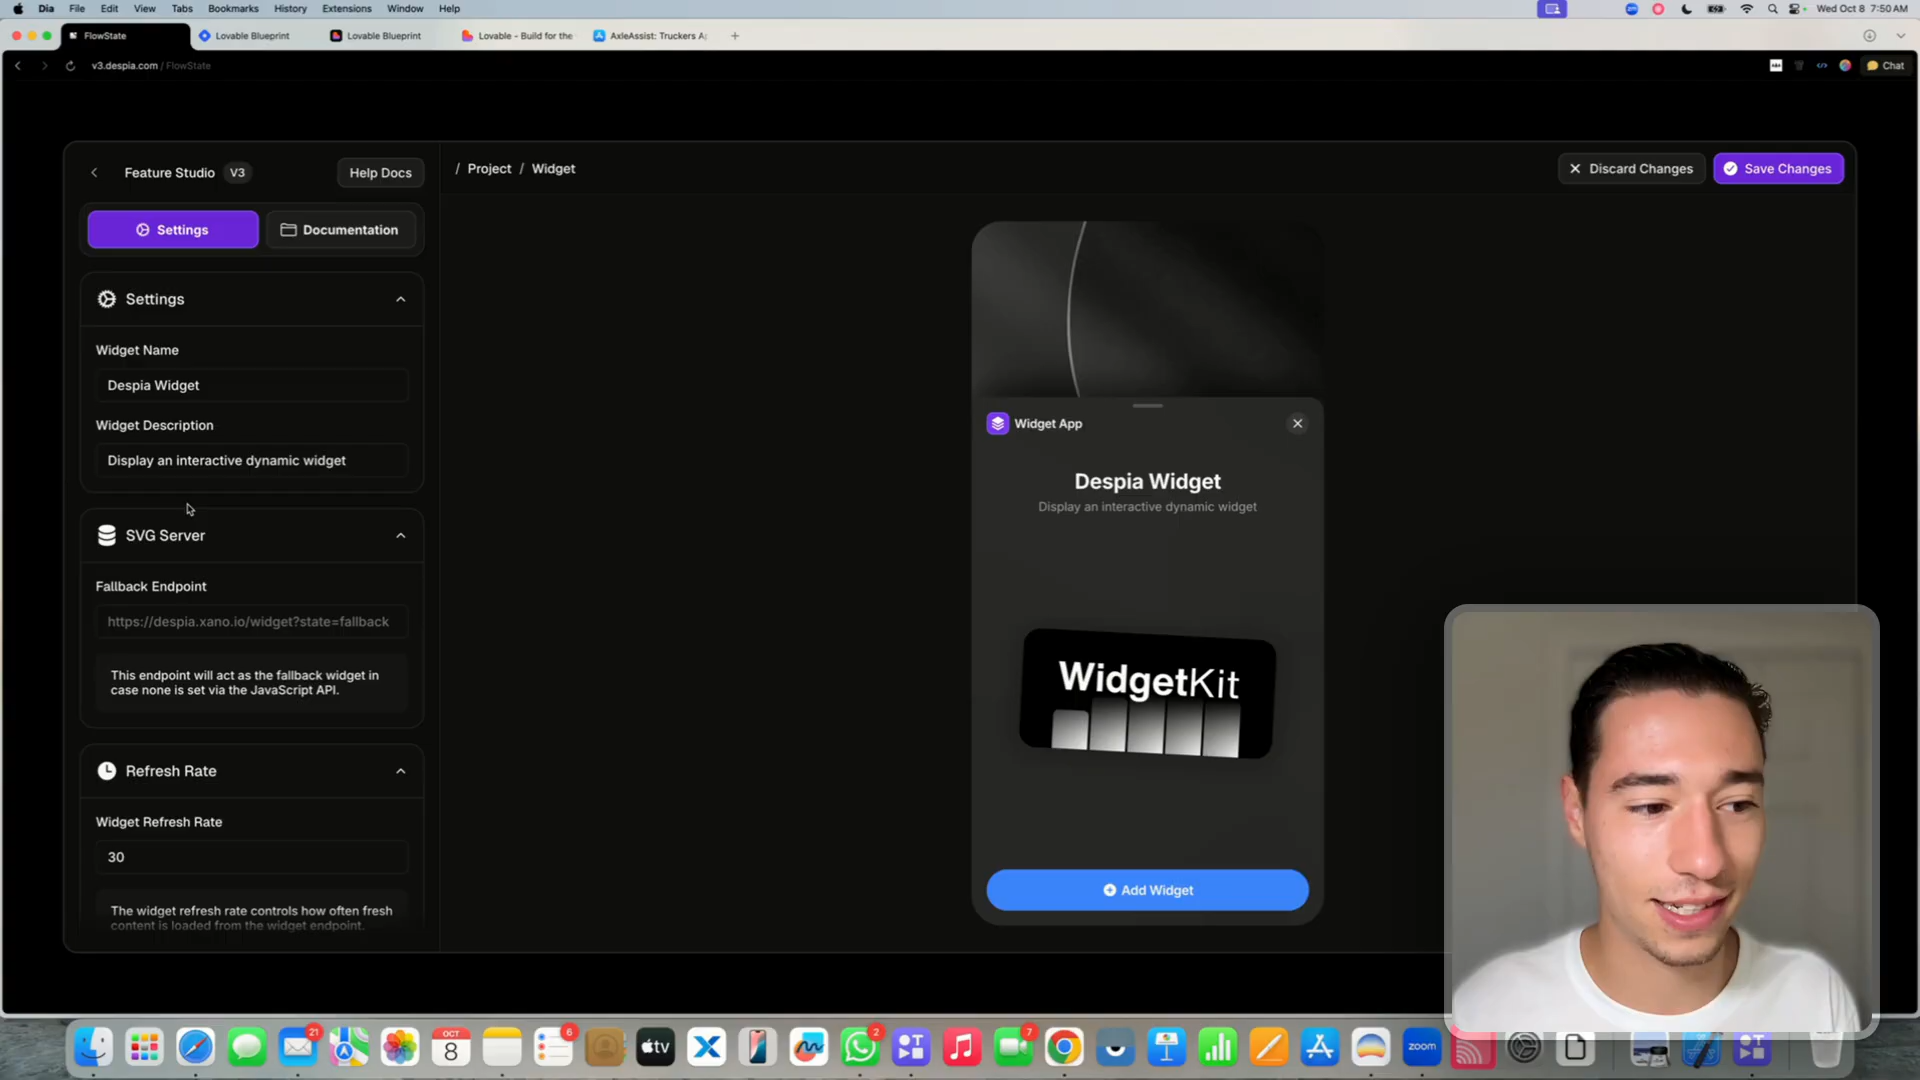 Dia File Edit View Tabs Bookmarks History Extensions Window Help Wed Oct 8 7:50 AM
FlowState Lovable Blueprint Lovable Blueprint Lovable - Build for the AxleAssist: Truckers A
v3.despia.com / FlowState Chat
Feature Studio V3 Help Docs
/ Project / Widget
Discard Changes Save Changes
Settings Documentation
Settings
Widget Name
Despia Widget
Widget Description
Display an interactive dynamic widget
SVG Server
Fallback Endpoint
https://despia.xano.io/widget?state=fallback
This endpoint will act as the fallback widget in
case none is set via the JavaScript API.
Refresh Rate
Widget Refresh Rate
30
The widget refresh rate controls how often fresh
content is loaded from the widget endpoint.
Widget App
Despia Widget
Display an interactive dynamic widget
WidgetKit
Add Widget
21
OCT
8
6
tv
2
7
zoom